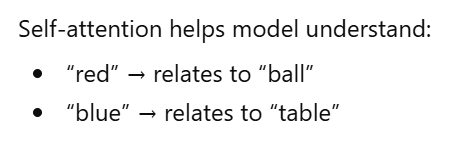 Self-attention helps model understand:
• “red” → relates to “ball”
• “blue” → relates to “table”